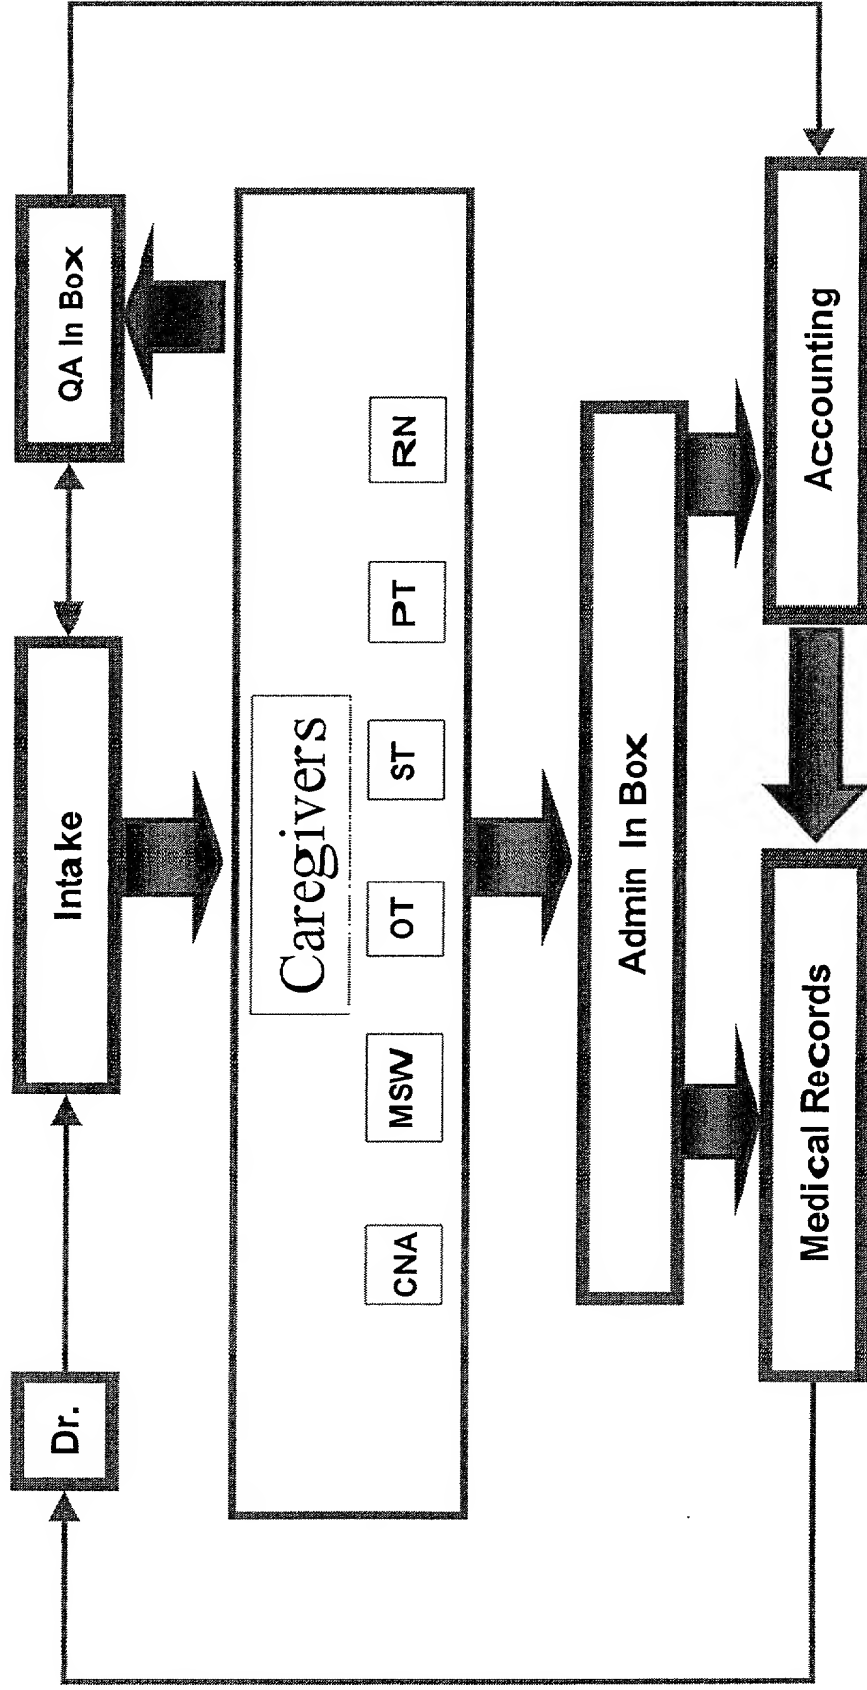 Dr.
Intake
QA In Box
Caregivers
CNA
MSW
OT
ST
PT
RN
Admin In Box
Medical Records
Accounting